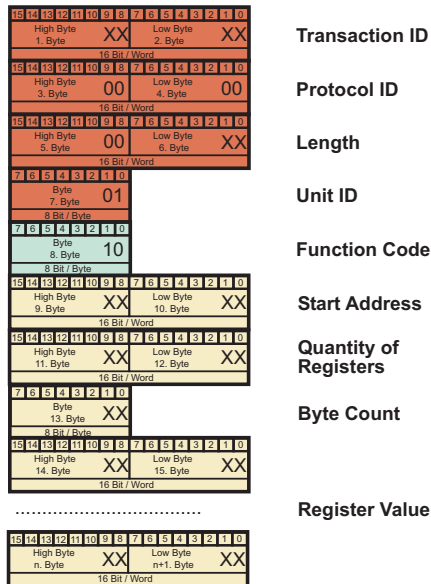 15 14 13 12 11 10 9 8 7 6 5 4 3 2 1 0
High Byte XX Low Byte XX Transaction ID
1. Byte 2. Byte
16 Bit / Word
15 14 13 12 11 10 9 8 7 6 5 4 3 2 1 0
High Byte 00 Low Byte 00 Protocol ID
3. Byte 4. Byte
16 Bit / Word
15 14 13 12 11 10 9 8 7 6 5 4 3 2 1 0
High Byte 00 Low Byte XX Length
5. Byte 6. Byte
16 Bit / Word
7 6 5 4 3 2 1 0
Byte 01 Unit ID
7. Byte
8 Bit / Byte
7 6 5 4 3 2 1 0
Byte 10 Function Code
8. Byte
8 Bit / Byte
15 14 13 12 11 10 9 8 7 6 5 4 3 2 1 0
High Byte XX Low Byte XX Start Address
9. Byte 10. Byte
16 Bit / Word
15 14 13 12 11 10 9 8 7 6 5 4 3 2 1 0
High Byte XX Low Byte XX Quantity of
11. Byte 12. Byte Registers
16 Bit / Word
7 6 5 4 3 2 1 0
Byte XX Byte Count
13. Byte
8 Bit / Byte
15 14 13 12 11 10 9 8 7 6 5 4 3 2 1 0
High Byte XX Low Byte XX
14. Byte 15. Byte
16 Bit / Word
.................................. Register Value
15 14 13 12 11 10 9 8 7 6 5 4 3 2 1 0
High Byte XX Low Byte XX
n. Byte n+1. Byte
16 Bit / Word